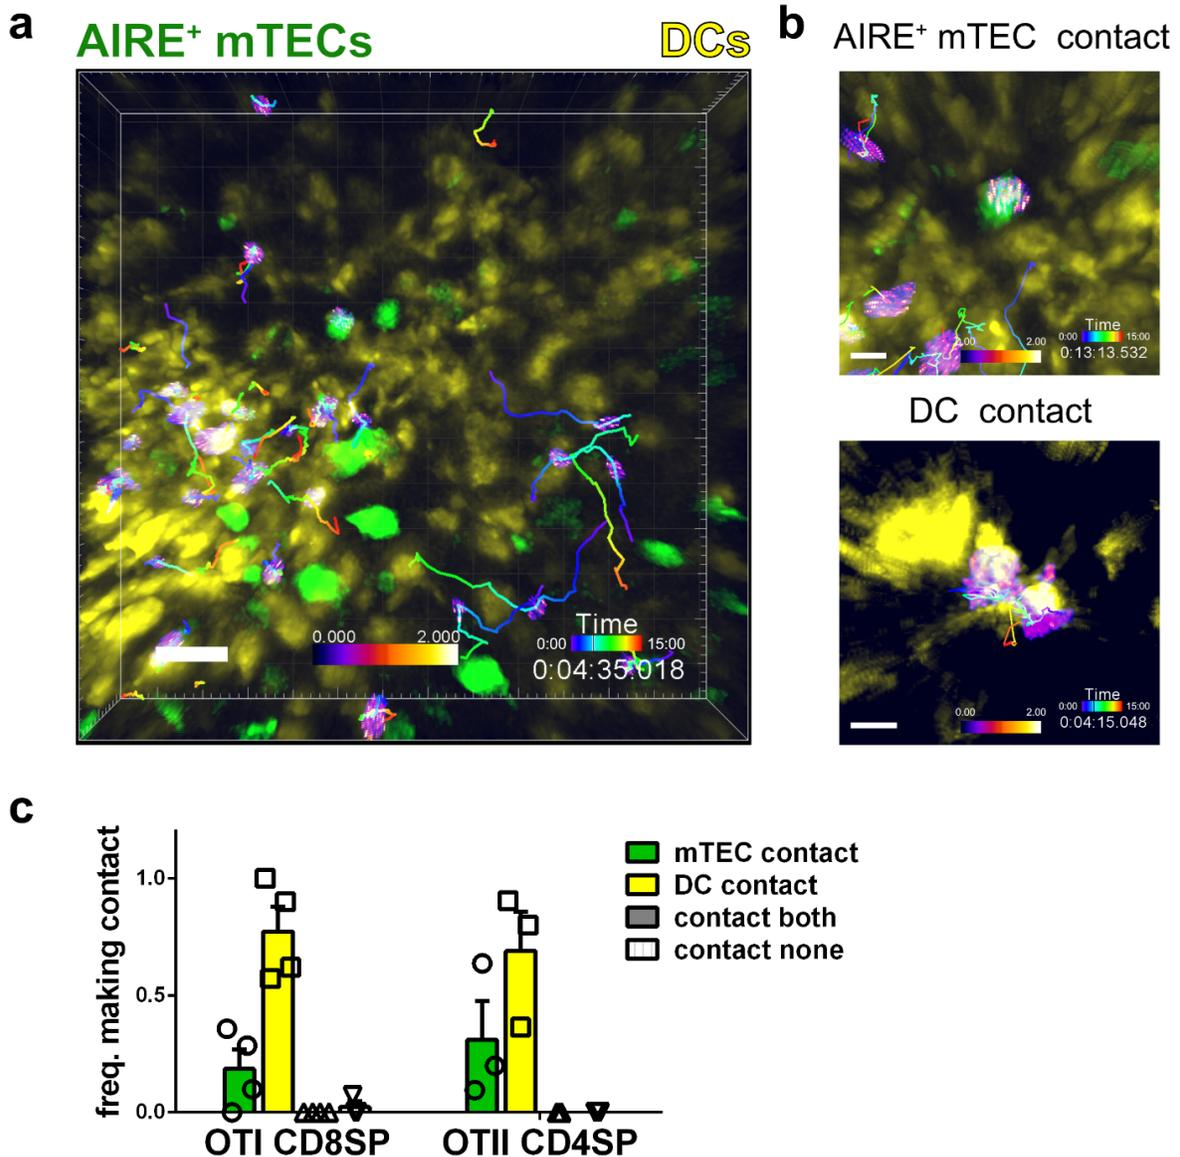 a
AIRE+ mTECs
DCs
0.000 2.000
Time
0:00 15:00
0:04:35.018
b
AIRE+ mTEC contact
2.00
Time
0:00 15:00
0:13:13.532
DC contact
0.00 2.00
Time
0:00 15:00
0:04:15.048
c
freq. making contact
1.0
0.5
0.0
OTI CD8SP
OTII CD4SP
mTEC contact
DC contact
contact both
contact none